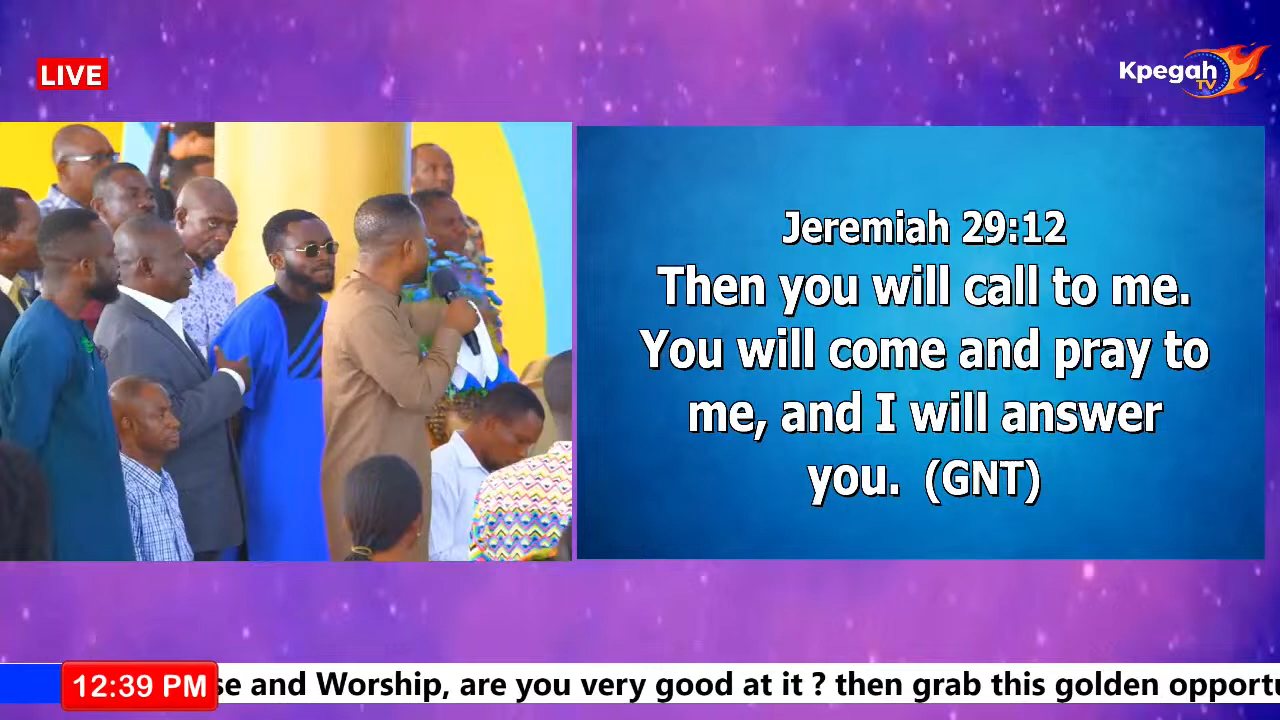 LIVE
Kpegah
TV
Jeremiah 29:12
Then you will call to me.
You will come and pray to
me, and I will answer
you. (GNT)
12:39 PM
and Worship, are you very good at it ? then grab this golden